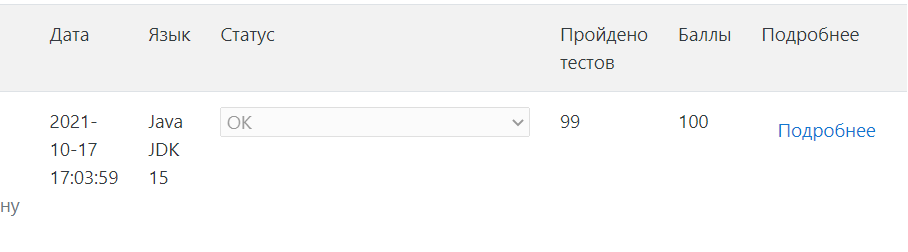 Дата Язык Статус Пройдено Баллы Подробнее
тестов
2021- Java OK 99 100 Подробнее
10-17 JDK
17:03:59 15
ну